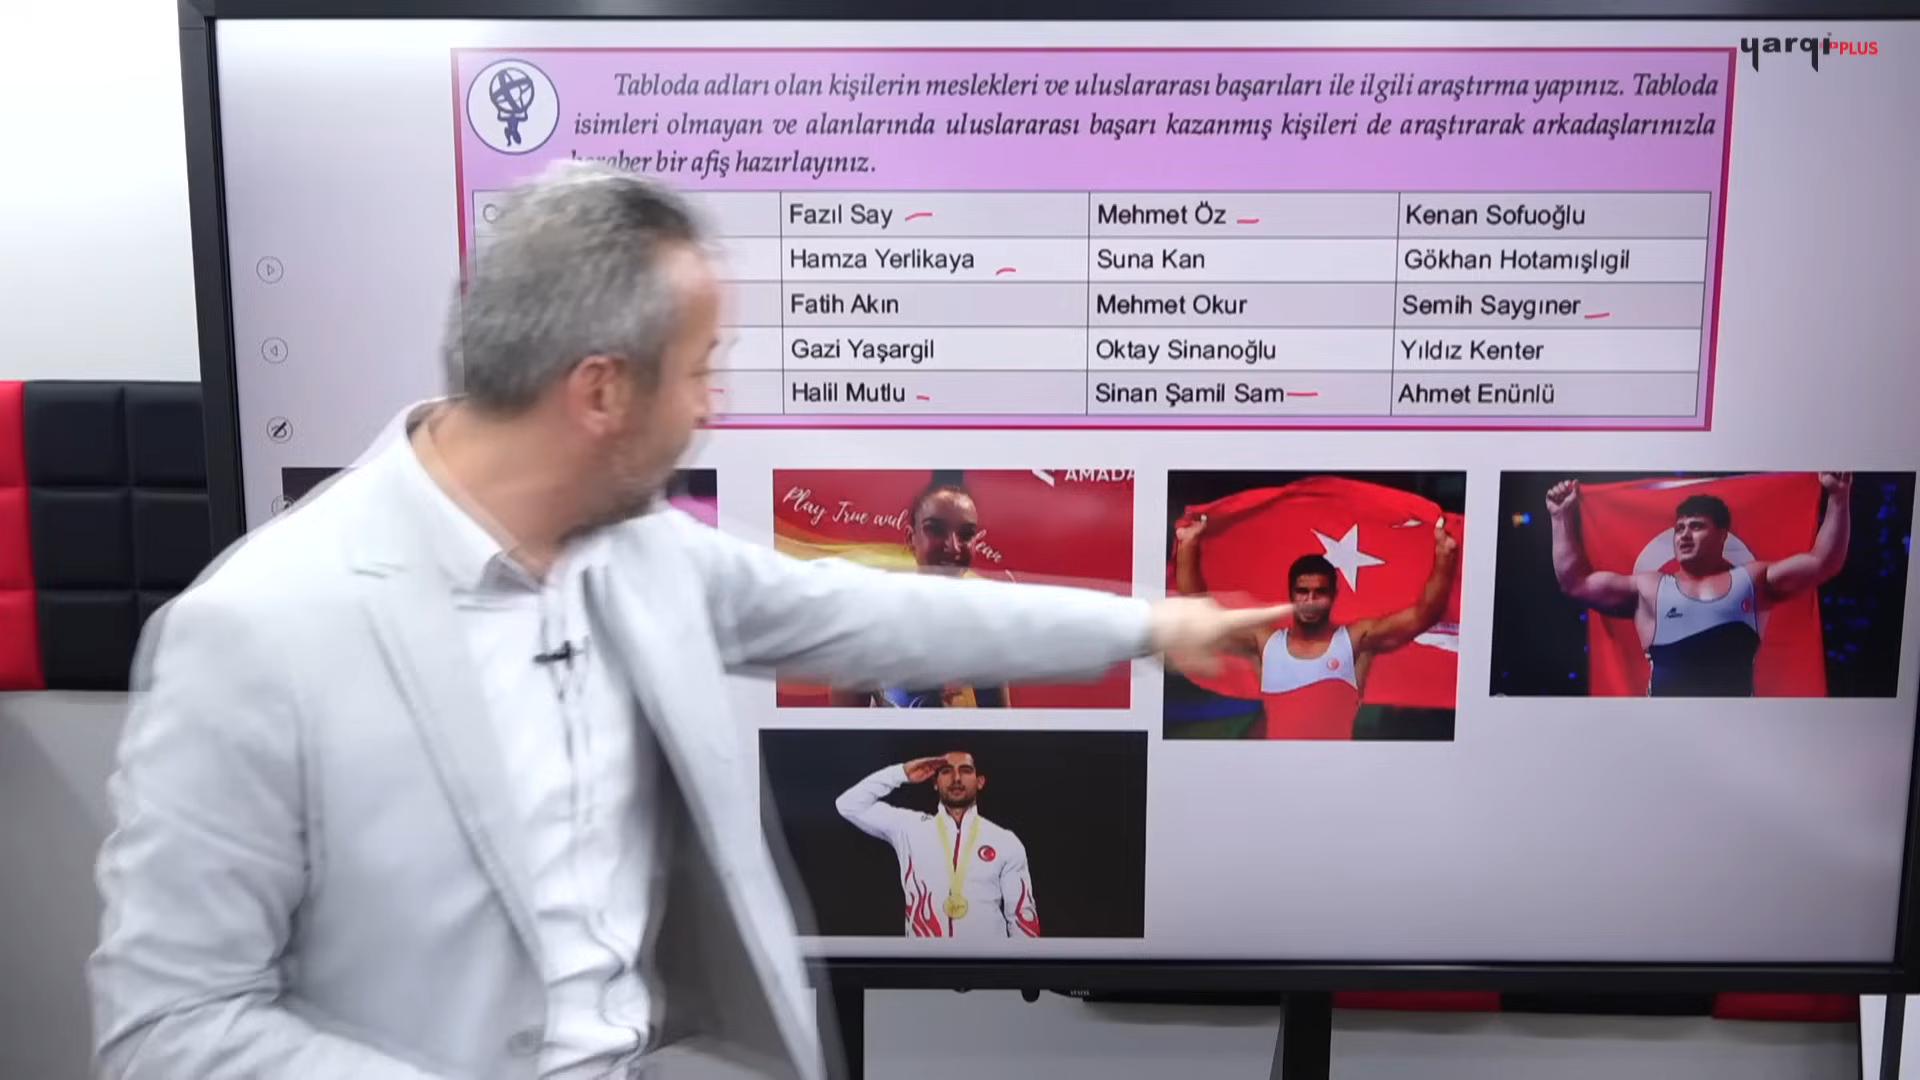 yargı PLUS
Tabloda adları olan kişilerin meslekleri ve uluslararası başarıları ile ilgili araştırma yapınız. Tabloda
isimleri olmayan ve alanlarında uluslararası başarı kazanmış kişileri de araştırarak arkadaşlarınızla
bir afiş hazırlayınız.
Fazıl Say Mehmet Öz Kenan Sofuoğlu
Hamza Yerlikaya Suna Kan Gökhan Hotamışlıgil
Fatih Akın Mehmet Okur Semih Saygıner
Gazi Yaşargil Oktay Sinanoğlu Yıldız Kenter
Halil Mutlu Sinan Şamil Sam Ahmet Enünlü
Play True and